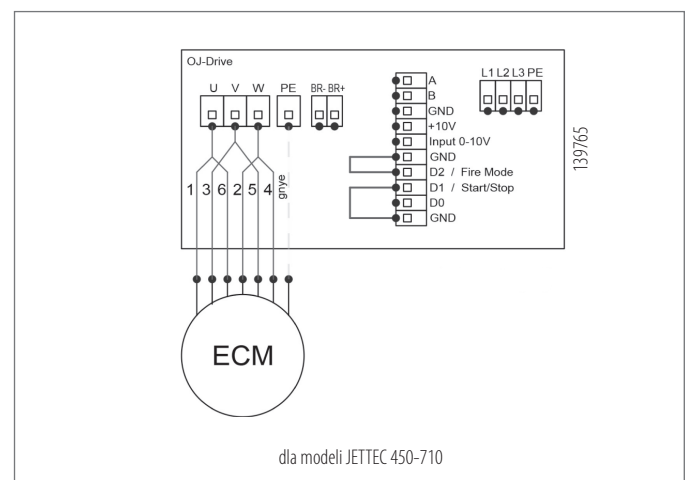 OJ-Drive
U V W PE BR- BR+
L1 L2 L3 PE
A
B
GND
+10V
Input 0-10V
GND
D2 / Fire Mode
D1 / Start/Stop
D0
GND
139765
1 3 6 2 5 4 gnye
ECM
dla modeli JETTEC 450-710